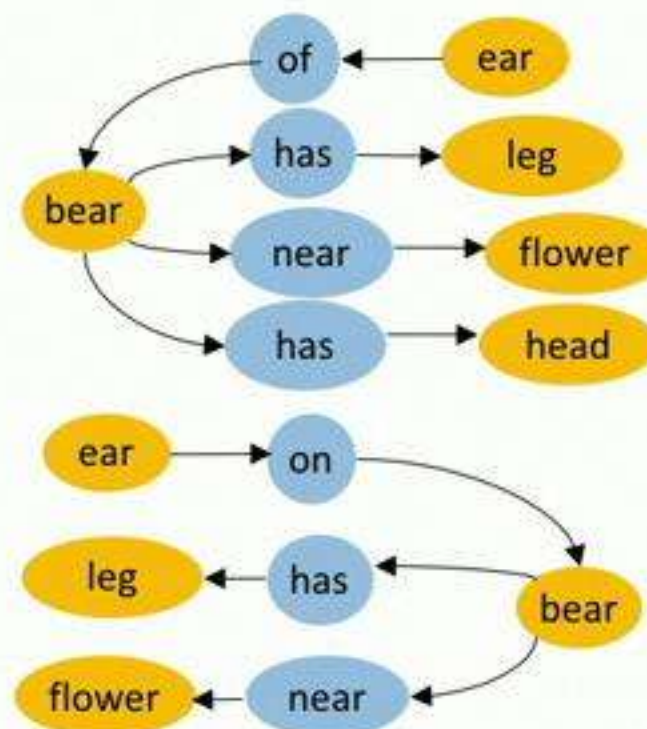 of ear
has leg
bear
near flower
has head
ear on
leg has
bear
flower near